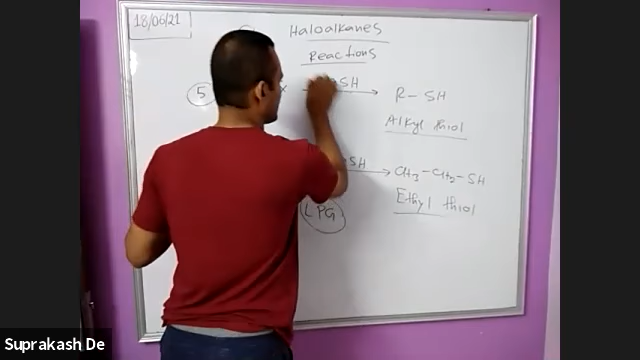 18/06/21
Haloalkanes
Reactions
5 x SH → R - SH
Alkyl thiol
SH → CH3 - CH2 - SH
LPG
Ethyl thiol
Suprakash De